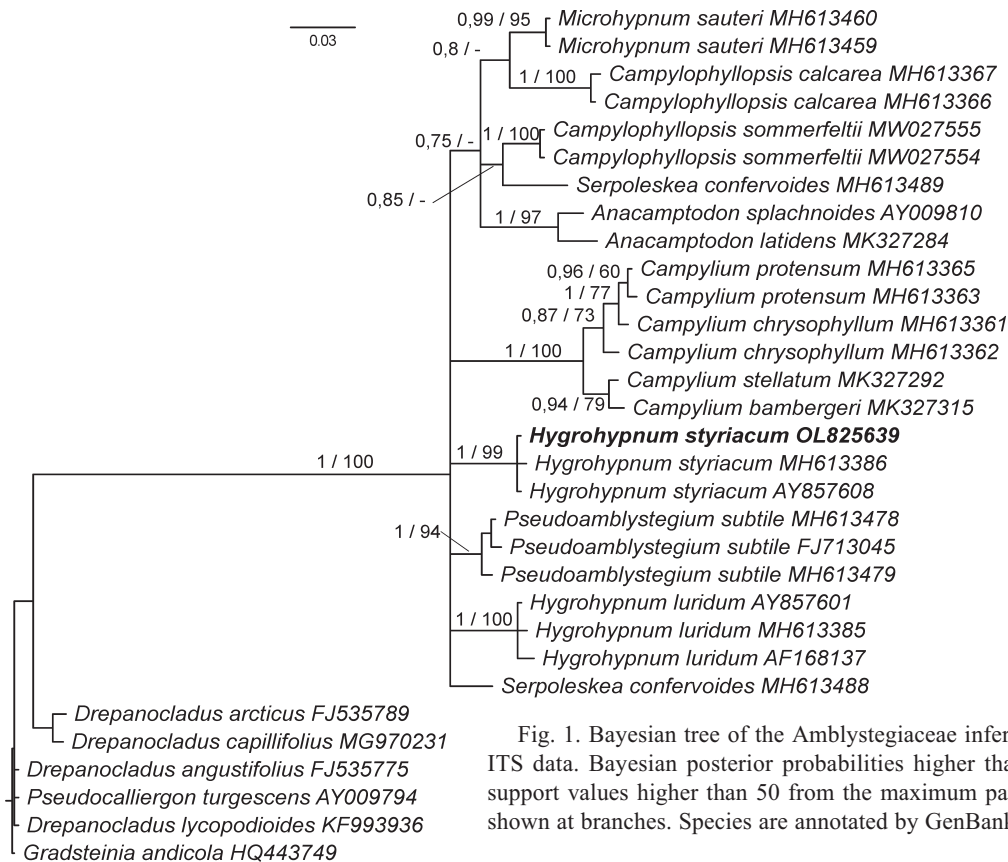 0.03
0,99 / 95
Microhypnum sauteri MH613460
0,8 / -
Microhypnum sauteri MH613459
1 / 100
Campylophyllopsis calcarea MH613367
Campylophyllopsis calcarea MH613366
0,75 / -
1 / 100
Campylophyllopsis sommerfeltii MW027555
Campylophyllopsis sommerfeltii MW027554
0,85 / -
Serpoleskea confervoides MH613489
1 / 97
Anacamptodon splachnoides AY009810
Anacamptodon latidens MK327284
0,96 / 60
Campylium protensum MH613365
1 / 77
Campylium protensum MH613363
0,87 / 73
Campylium chrysophyllum MH613361
1 / 100
Campylium chrysophyllum MH613362
Campylium stellatum MK327292
0,94 / 79
Campylium bambergeri MK327315
Hygrohypnum styriacum OL825639
1 / 99
1 / 100
Hygrohypnum styriacum MH613386
Hygrohypnum styriacum AY857608
Pseudoamblystegium subtile MH613478
1 / 94
Pseudoamblystegium subtile FJ713045
Pseudoamblystegium subtile MH613479
Hygrohypnum luridum AY857601
1 / 100
Hygrohypnum luridum MH613385
Hygrohypnum luridum AF168137
Serpoleskea confervoides MH613488
Drepanocladus arcticus FJ535789
Drepanocladus capillifolius MG970231
Drepanocladus angustifolius FJ535775
Pseudocalliergon turgescens AY009794
Drepanocladus lycopodioides KF993936
Gradsteinia andicola HQ443749
Fig. 1. Bayesian tree of the Amblystegiaceae infer
ITS data. Bayesian posterior probabilities higher tha
support values higher than 50 from the maximum pa
shown at branches. Species are annotated by GenBank